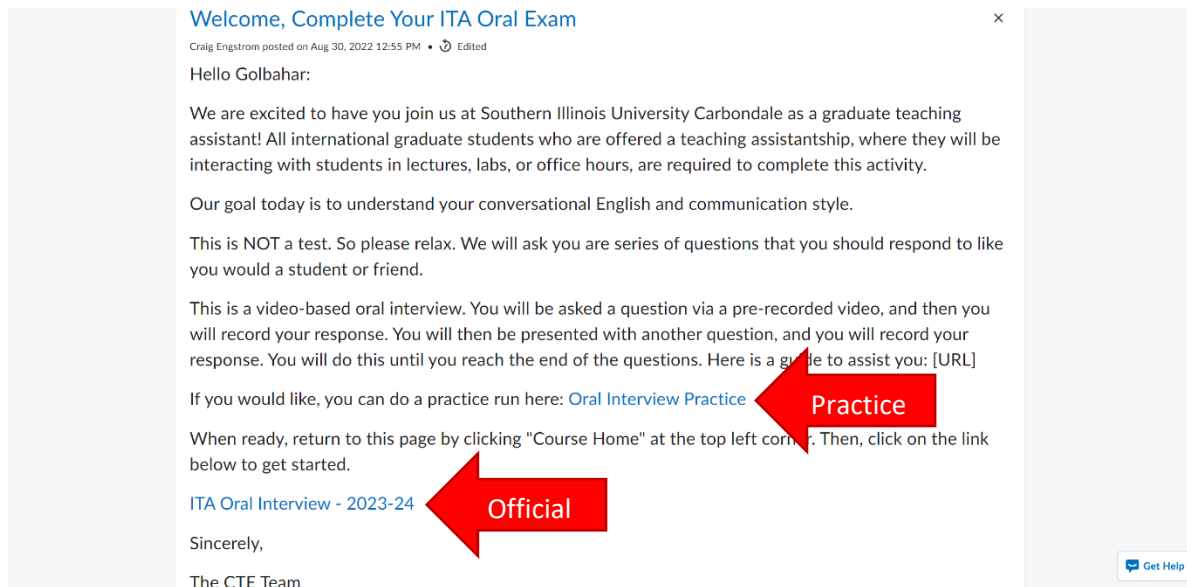 Welcome, Complete Your ITA Oral Exam
×
Craig Engstrom posted on Aug 30, 2022 12:55 PM • Edited
Hello Golbahar:
We are excited to have you join us at Southern Illinois University Carbondale as a graduate teaching
assistant! All international graduate students who are offered a teaching assistantship, where they will be
interacting with students in lectures, labs, or office hours, are required to complete this activity.
Our goal today is to understand your conversational English and communication style.
This is NOT a test. So please relax. We will ask you are series of questions that you should respond to like
you would a student or friend.
This is a video-based oral interview. You will be asked a question via a pre-recorded video, and then you
will record your response. You will then be presented with another question, and you will record your
response. You will do this until you reach the end of the questions. Here is a guide to assist you: [URL]
If you would like, you can do a practice run here: Oral Interview Practice
Practice
When ready, return to this page by clicking "Course Home" at the top left corner. Then, click on the link
below to get started.
ITA Oral Interview - 2023-24
Official
Sincerely,
The CTE Team
Get Help